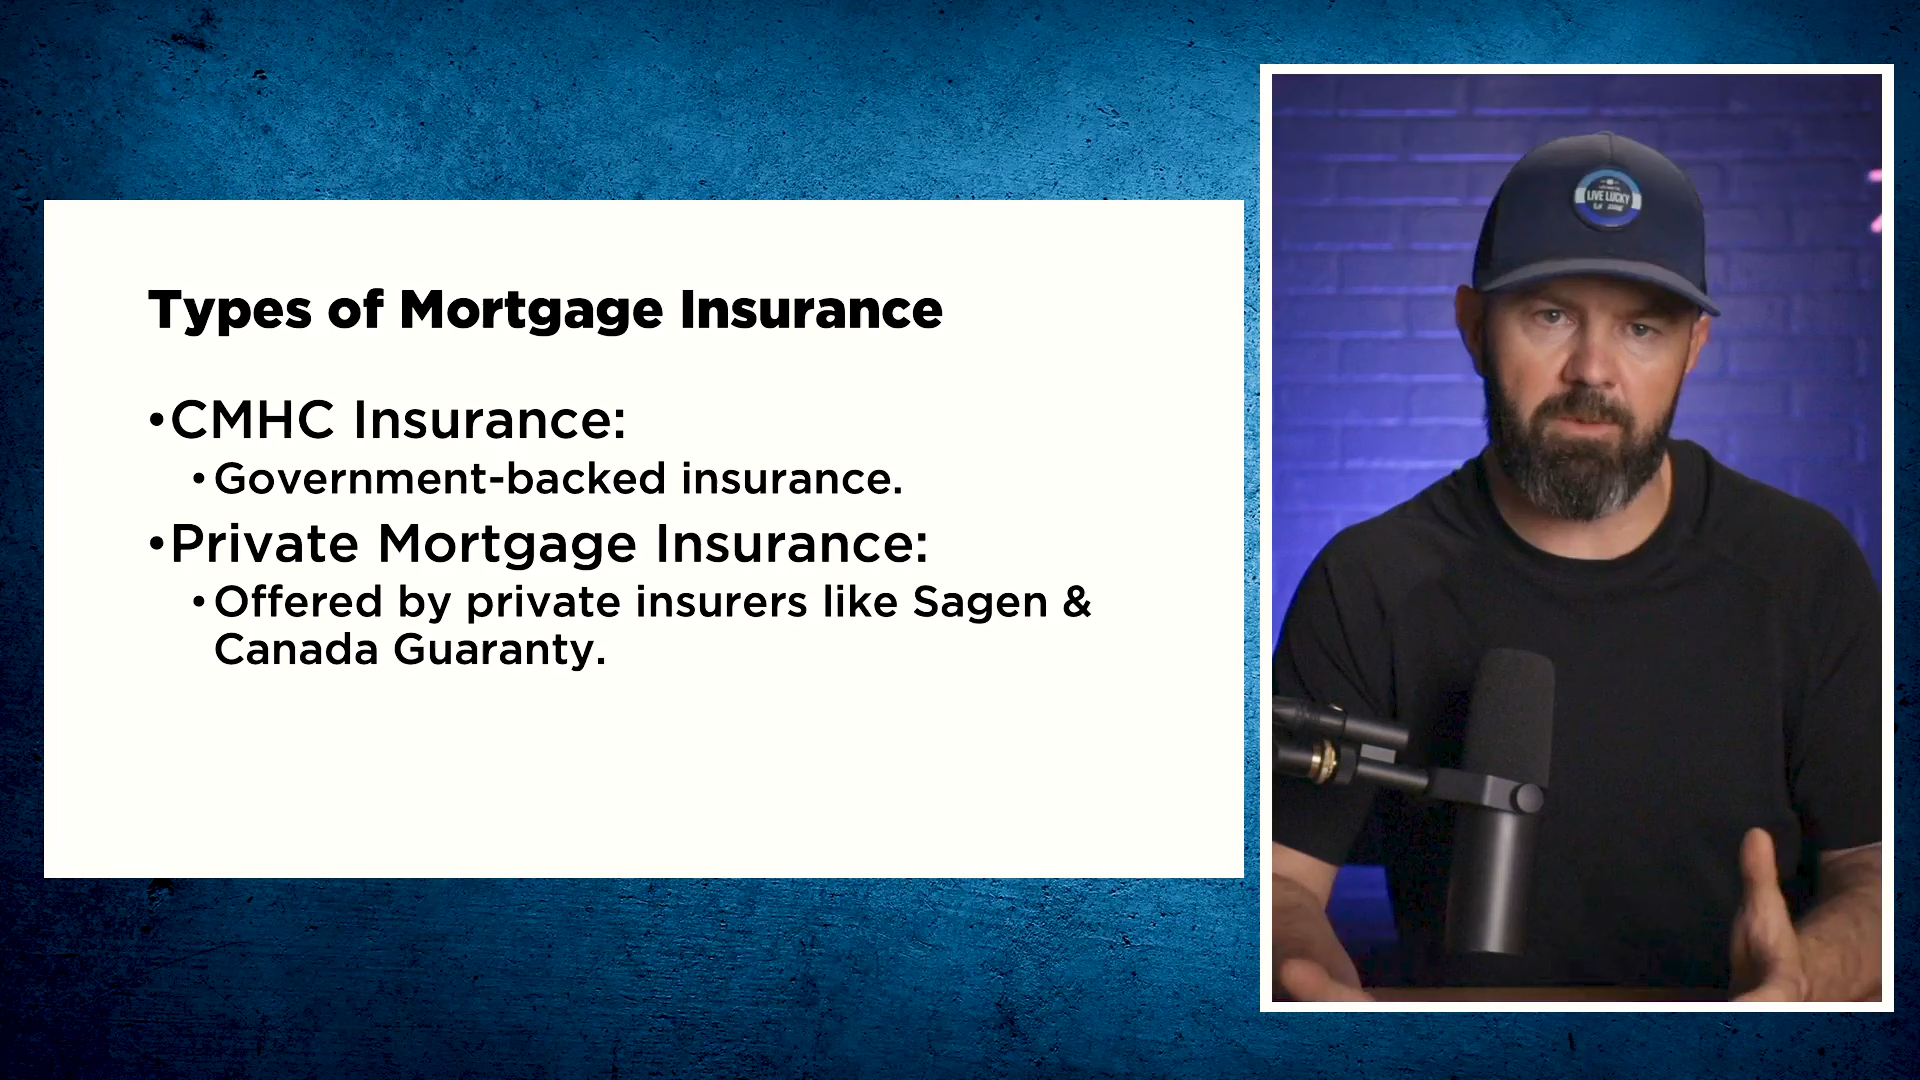 Types of Mortgage Insurance
•CMHC Insurance:
•Government-backed insurance.
•Private Mortgage Insurance:
•Offered by private insurers like Sagen &
Canada Guaranty.
LIVE LUCKY